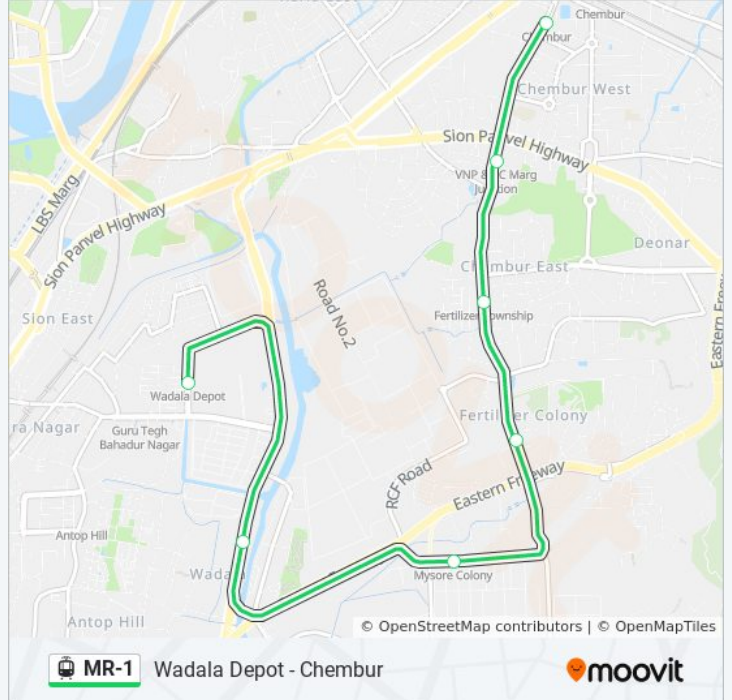 Chembur
Chembur
Chembur West
Sion Panvel Highway
VNP & RC Marg
Junction
LBS Marg
Sion Panvel Highway
Deonar
Chembur East
Road No.2
Sion East
Fertilizer Township
Eastern Freew
Wadala Depot
Fertilizer Colony
ra Nagar
Guru Tegh
Bahadur Nagar
RCF Road
Eastern Freeway
Antop Hill
Wadala
Mysore Colony
Antop Hill
© OpenStreetMap contributors | © OpenMapTiles
MR-1 Wadala Depot - Chembur
moovit